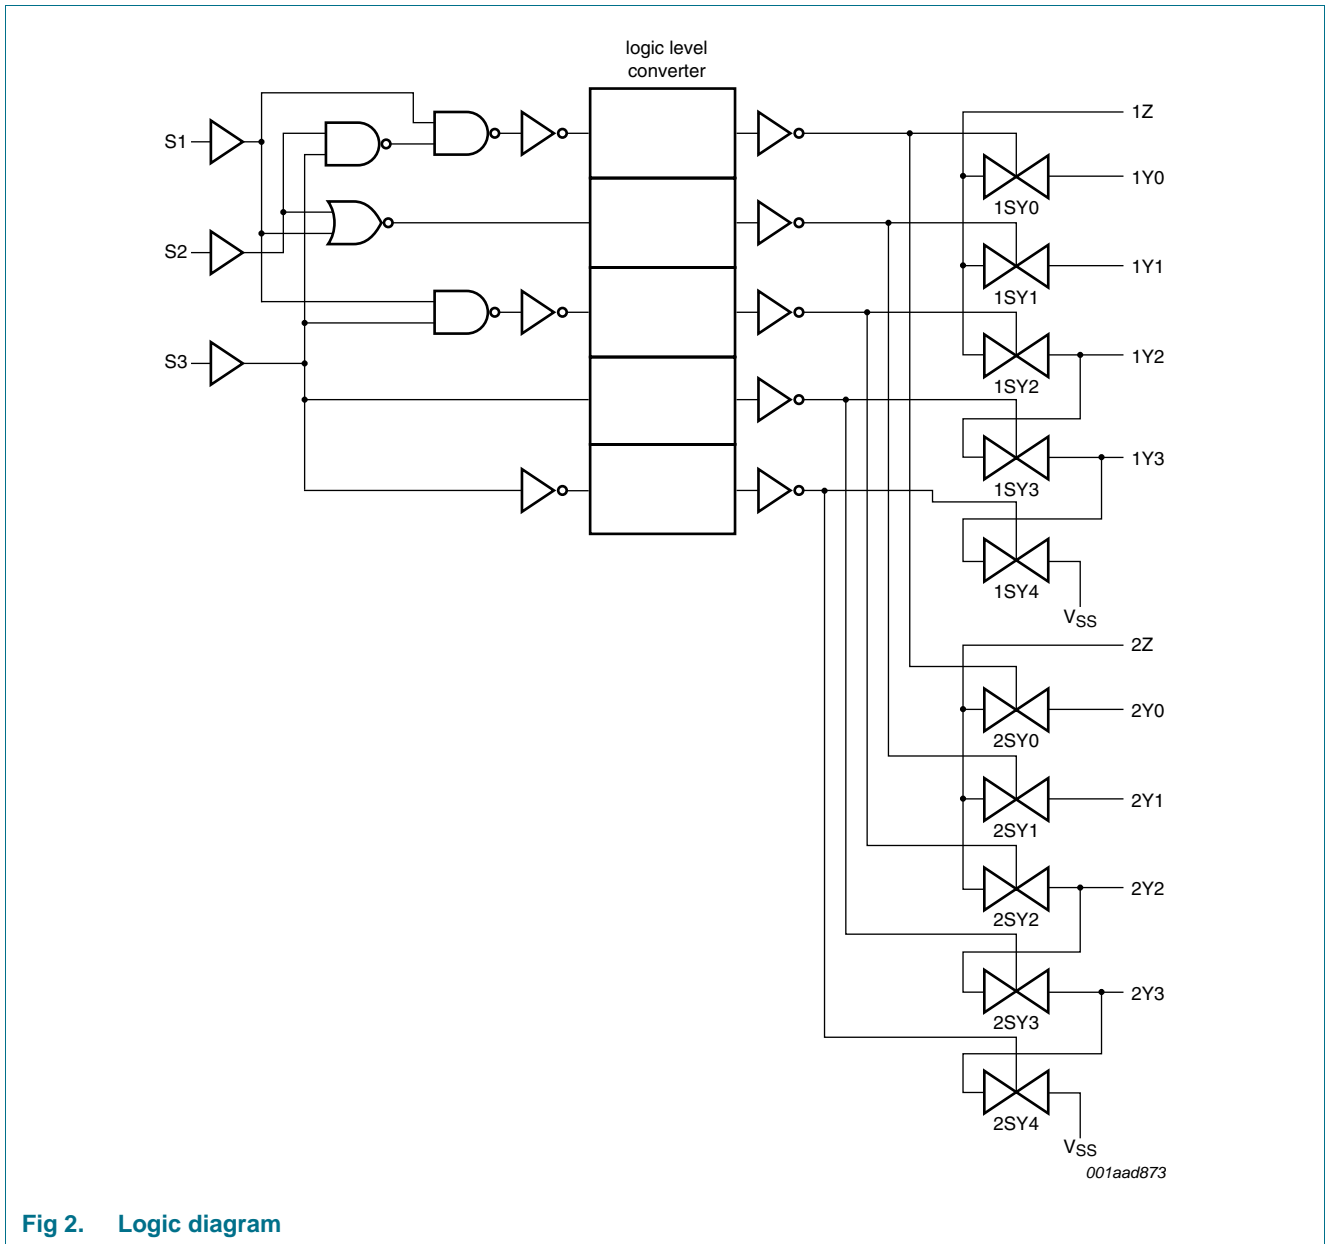 logic level
converter
S1
S2
S3
1Z
1Y0
1SY0
1Y1
1SY1
1Y2
1SY2
1Y3
1SY3
1SY4
VSS
2Z
2Y0
2SY0
2Y1
2SY1
2Y2
2SY2
2Y3
2SY3
2SY4
VSS
001aad873
Fig 2. Logic diagram